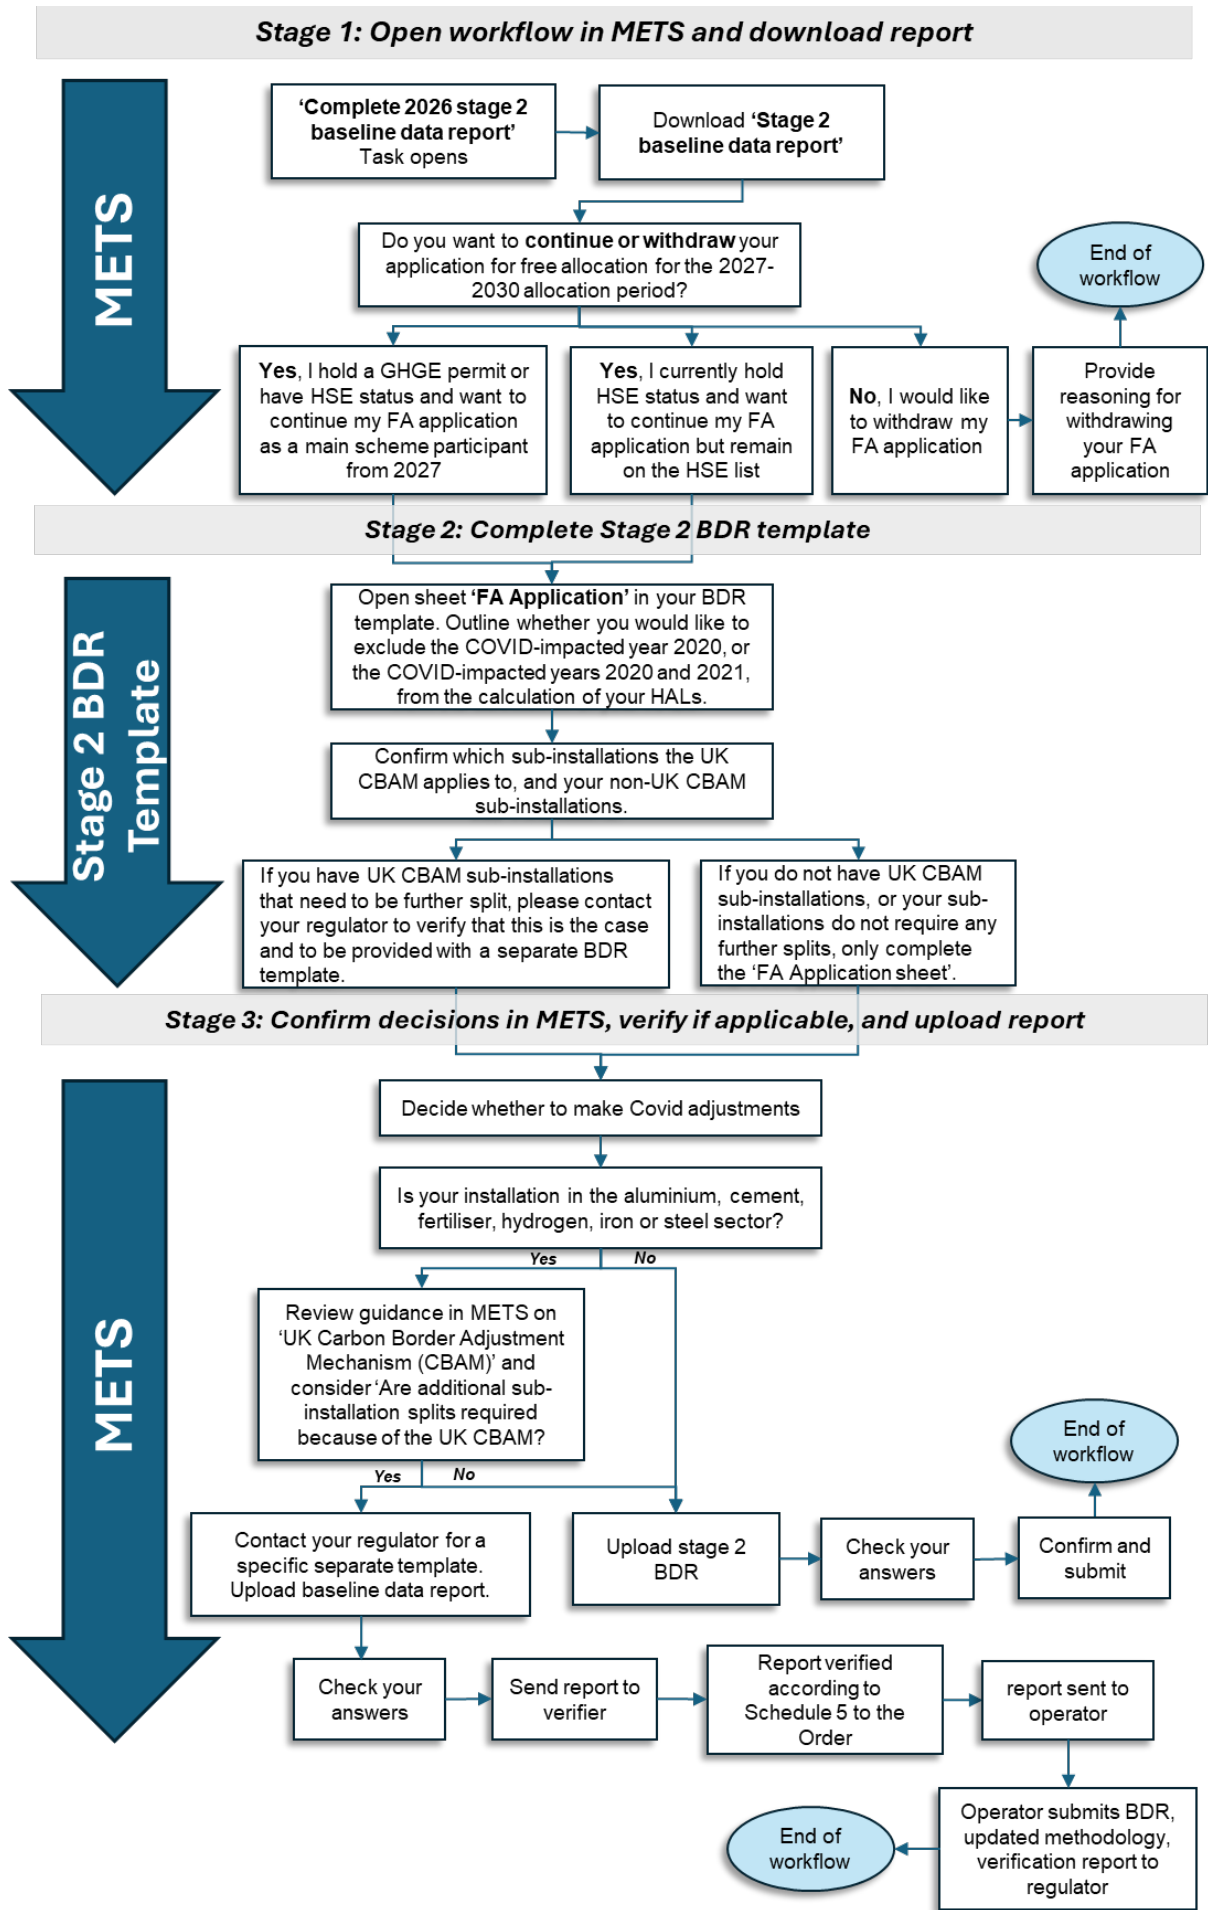 Stage 1: Open workflow in METS and download report
METS
‘Complete 2026 stage 2
baseline data report’
Task opens
Download ‘Stage 2
baseline data report’
Do you want to continue or withdraw your
application for free allocation for the 2027-
2030 allocation period?
End of
workflow
Yes, I hold a GHGE permit or
have HSE status and want to
continue my FA application
as a main scheme participant
from 2027
Yes, I currently hold
HSE status and want
to continue my FA
application but remain
on the HSE list
No, I would like
to withdraw my
FA application
Provide
reasoning for
withdrawing
your FA
application
Stage 2: Complete Stage 2 BDR template
Stage 2 BDR
Template
Open sheet ‘FA Application’ in your BDR
template. Outline whether you would like to
exclude the COVID-impacted year 2020, or
the COVID-impacted years 2020 and 2021,
from the calculation of your HALs.
Confirm which sub-installations the UK
CBAM applies to, and your non-UK CBAM
sub-installations.
If you have UK CBAM sub-installations
that need to be further split, please contact
your regulator to verify that this is the case
and to be provided with a separate BDR
template.
If you do not have UK CBAM
sub-installations, or your sub-
installations do not require any
further splits, only complete
the ‘FA Application sheet’.
Stage 3: Confirm decisions in METS, verify if applicable, and upload report
METS
Decide whether to make Covid adjustments
Is your installation in the aluminium, cement,
fertiliser, hydrogen, iron or steel sector?
Yes
No
Review guidance in METS on
‘UK Carbon Border Adjustment
Mechanism (CBAM)’ and
consider ‘Are additional sub-
installation splits required
because of the UK CBAM?
Yes
No
End of
workflow
Contact your regulator for a
specific separate template.
Upload baseline data report.
Upload stage 2
BDR
Check your
answers
Confirm and
submit
Check your
answers
Send report to
verifier
Report verified
according to
Schedule 5 to the
Order
report sent to
operator
Operator submits BDR,
updated methodology,
verification report to
regulator
End of
workflow